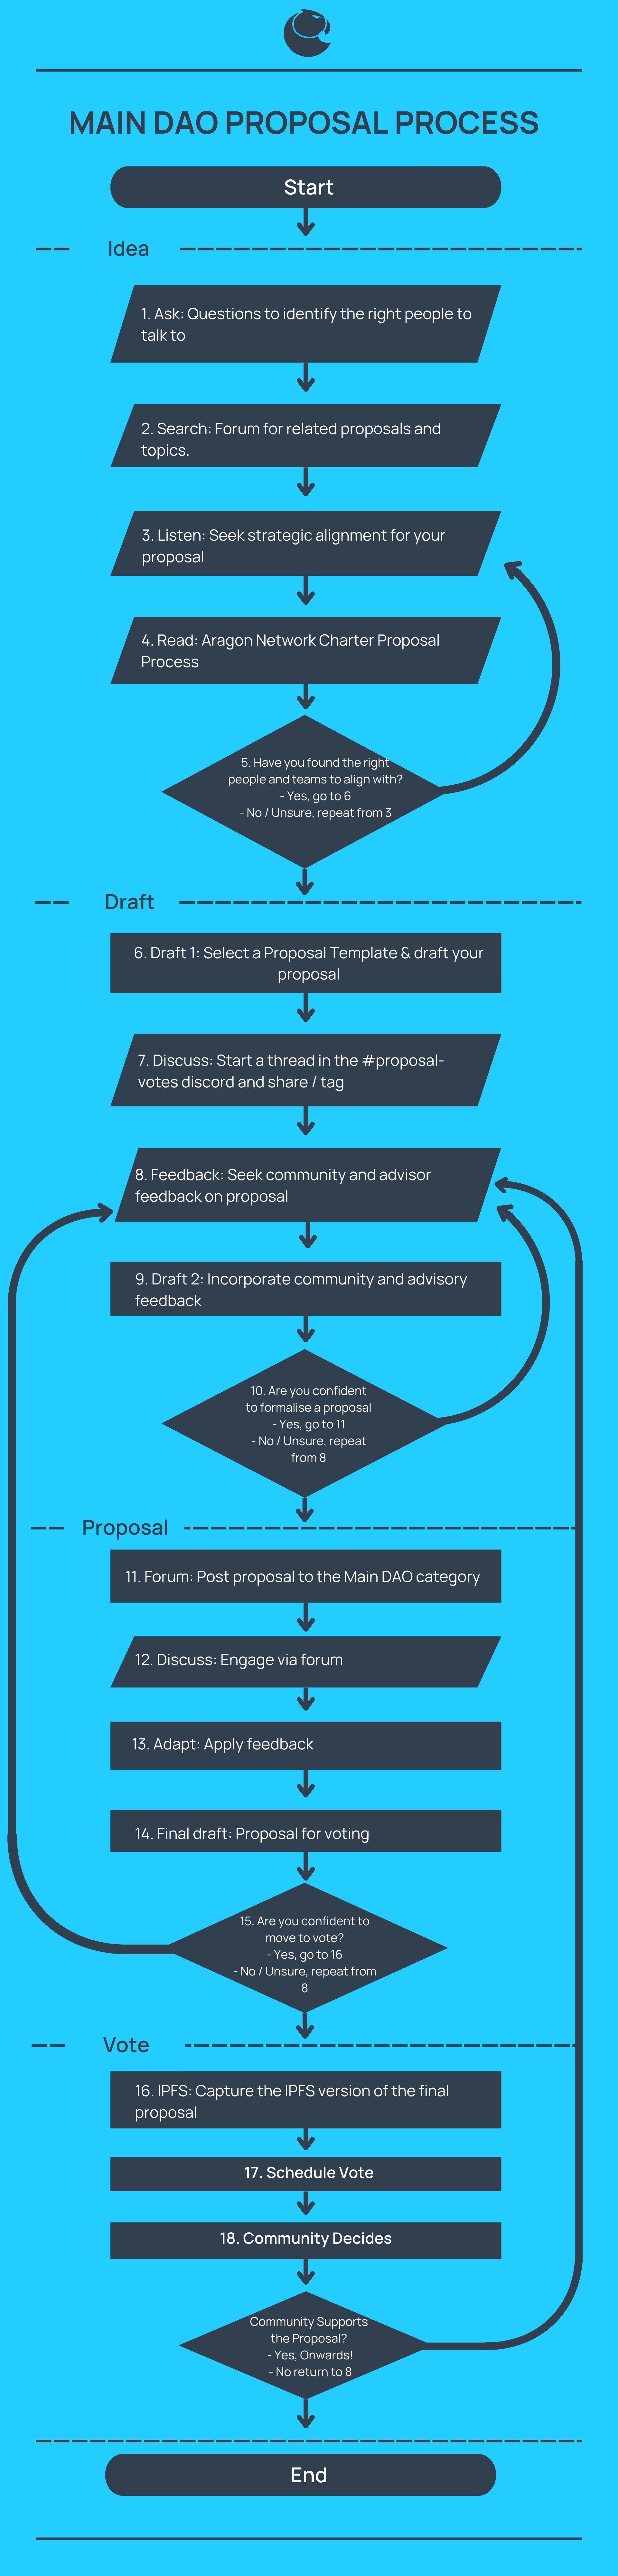 MAIN DAO PROPOSAL PROCESS
Start
Idea
1. Ask: Questions to identify the right people to
talk to
2. Search: Forum for related proposals and
topics.
3. Listen: Seek strategic alignment for your
proposal
4. Read: Aragon Network Charter Proposal
Process
5. Have you found the right
people and teams to align with?
- Yes, go to 6
- No / Unsure, repeat from 3
Draft
6. Draft 1: Select a Proposal Template & draft your
proposal
7. Discuss: Start a thread in the #proposal-
votes discord and share / tag
8. Feedback: Seek community and advisor
feedback on proposal
9. Draft 2: Incorporate community and advisory
feedback
10. Are you confident
to formalise a proposal
- Yes, go to 11
- No / Unsure, repeat
from 8
Proposal
11. Forum: Post proposal to the Main DAO category
12. Discuss: Engage via forum
13. Adapt: Apply feedback
14. Final draft: Proposal for voting
15. Are you confident to
move to vote?
- Yes, go to 16
- No / Unsure, repeat from
8
Vote
16. IPFS: Capture the IPFS version of the final
proposal
17. Schedule Vote
18. Community Decides
Community Supports
the Proposal?
- Yes, Onwards!
- No return to 8
End